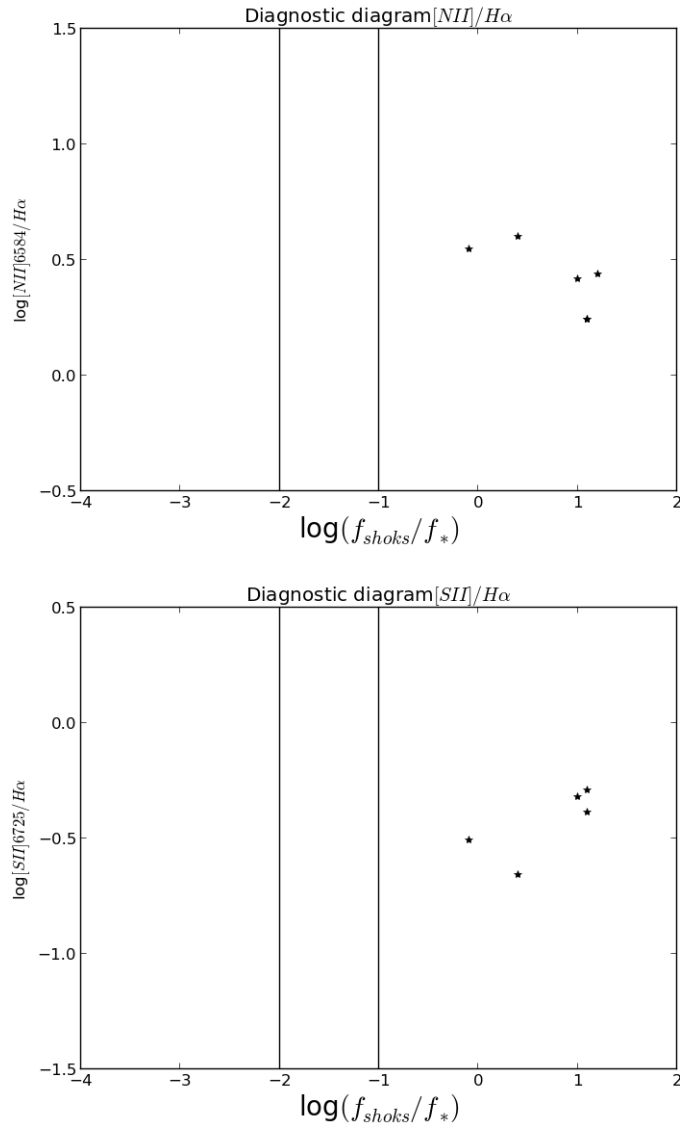 Diagnostic diagram[NII]/Hα
1.5
1.0
0.5
0.0
−0.5
log[NII]6584/Hα
−4 −3 −2 −1 0 1 2
log(f_shoks/f_*)
Diagnostic diagram[SII]/Hα
0.5
0.0
−0.5
−1.0
−1.5
log[SII]6725/Hα
−4 −3 −2 −1 0 1 2
log(f_shoks/f_*)